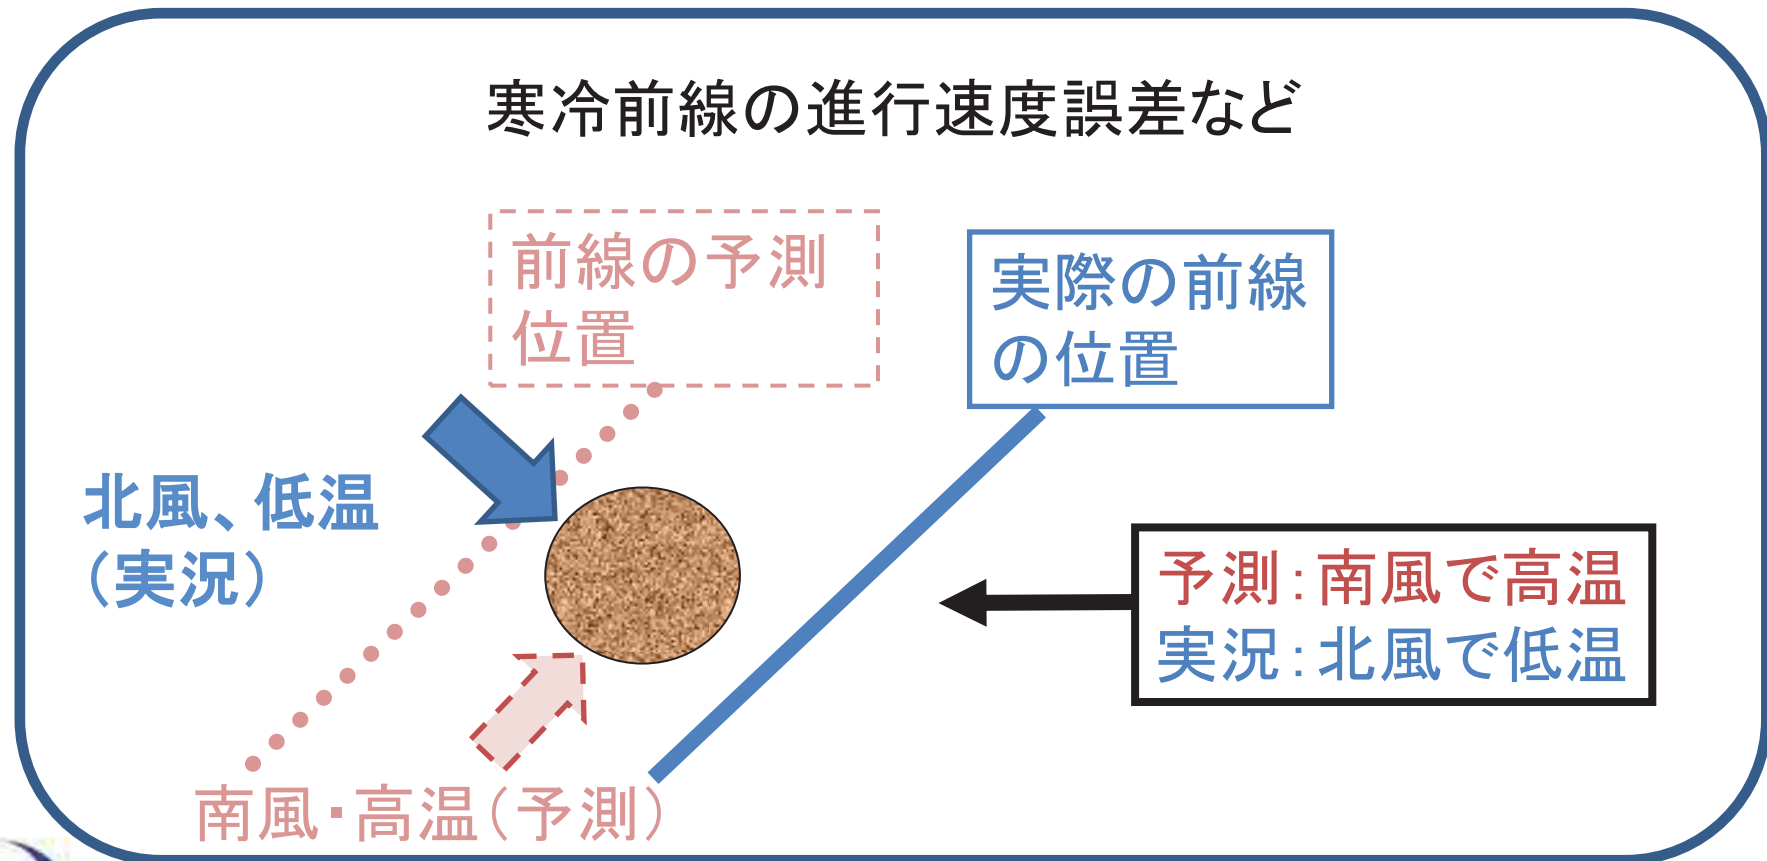 寒冷前線の進行速度誤差など
前線の予測
位置
実際の前線
の位置
北風、低温
（実況）
予測：南風で高温
実況：北風で低温
南風・高温（予測）